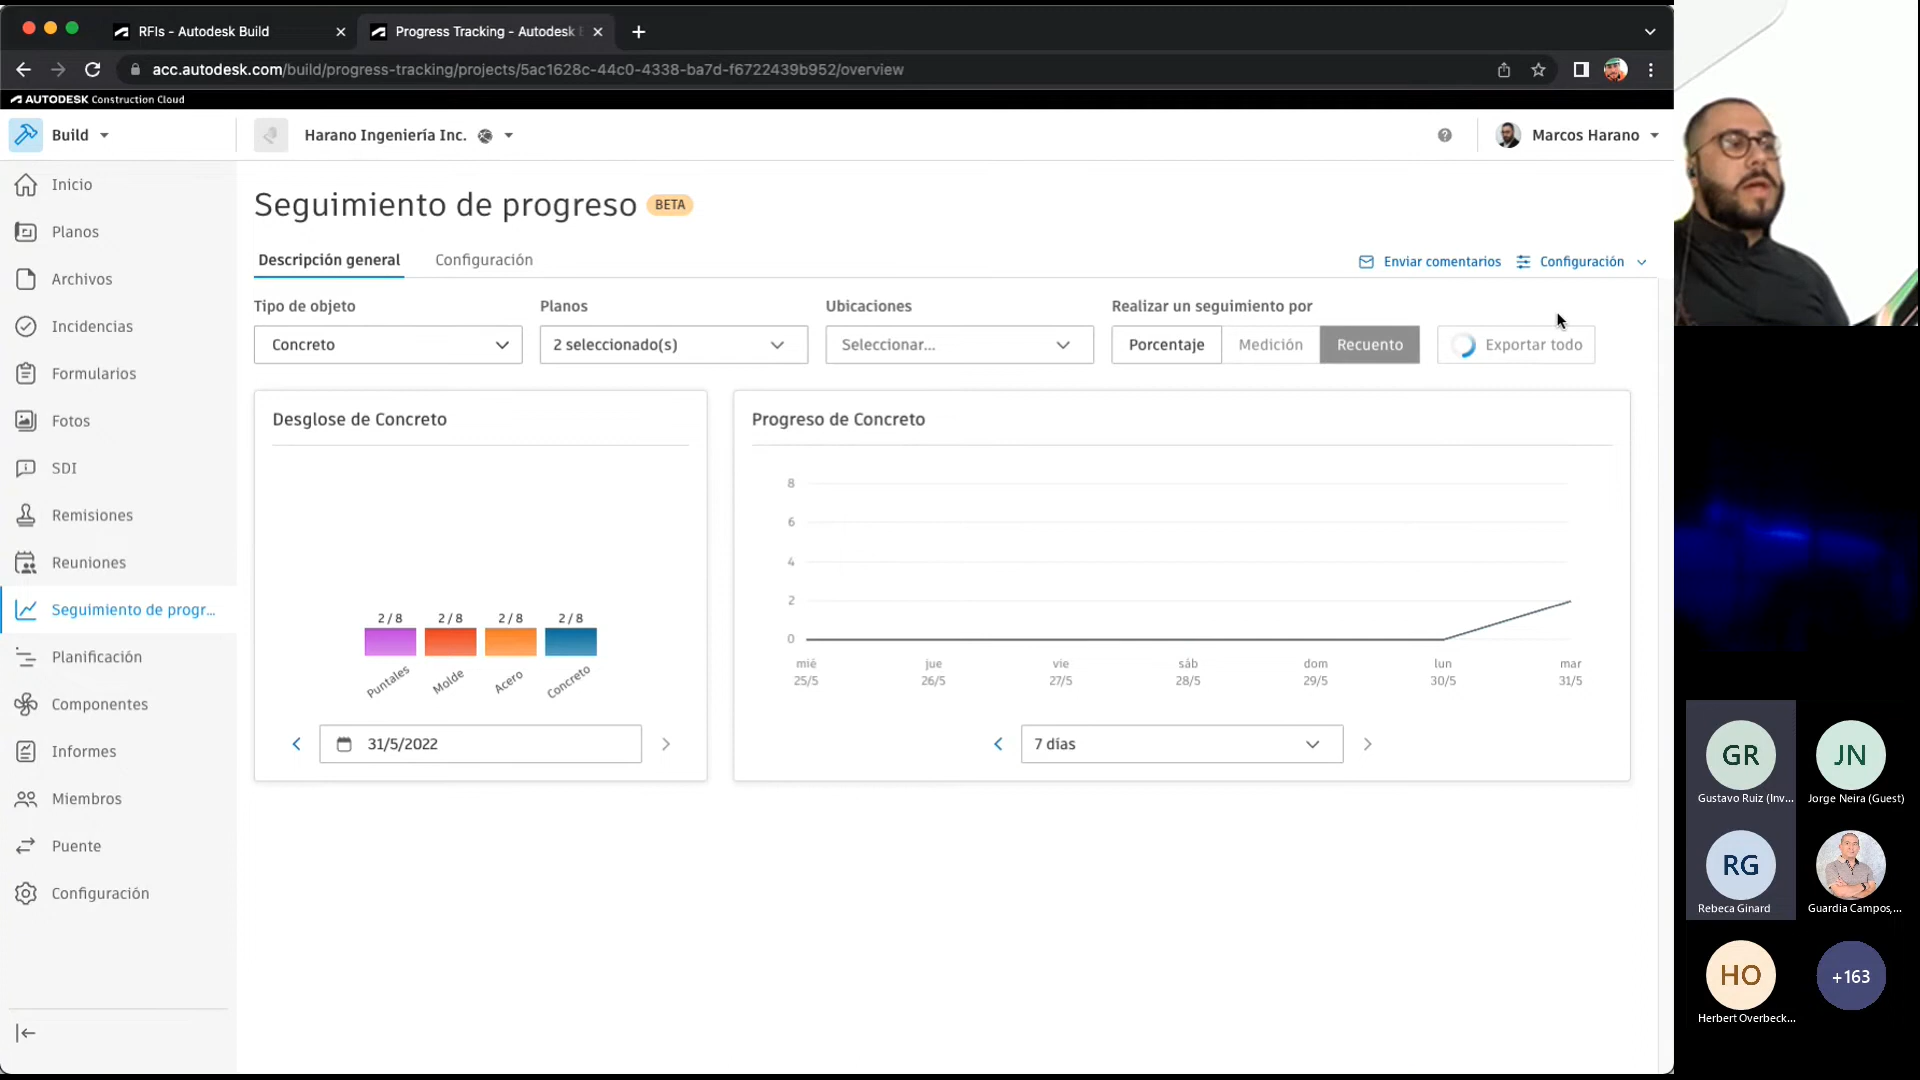 RFIs - Autodesk Build
Progress Tracking - Autodesk
acc.autodesk.com/build/progress-tracking/projects/5ac1628c-44c0-4338-ba7d-f6722439b952/overview
AUTODESK Construction Cloud
Build
Harano Ingeniería Inc.
Marcos Harano
Inicio
Planos
Archivos
Incidencias
Formularios
Fotos
SDI
Remisiones
Reuniones
Seguimiento de progr...
Planificación
Componentes
Informes
Miembros
Puente
Configuración
Seguimiento de progreso BETA
Descripción general
Configuración
Enviar comentarios
Configuración
Tipo de objeto
Concreto
Planos
2 seleccionado(s)
Ubicaciones
Seleccionar...
Realizar un seguimiento por
Porcentaje
Medición
Recuento
Exportar todo
Desglose de Concreto
2 / 8
2 / 8
2 / 8
2 / 8
Puntales
Molde
Acero
Concreto
31/5/2022
Progreso de Concreto
8
6
4
2
0
mié
25/5
jue
26/5
vie
27/5
sáb
28/5
dom
29/5
lun
30/5
mar
31/5
7 días
GR
Gustavo Ruiz (Inv...
JN
Jorge Neira (Guest)
RG
Rebeca Ginard
Guardia Campos,...
HO
Herbert Overbeck...
+163